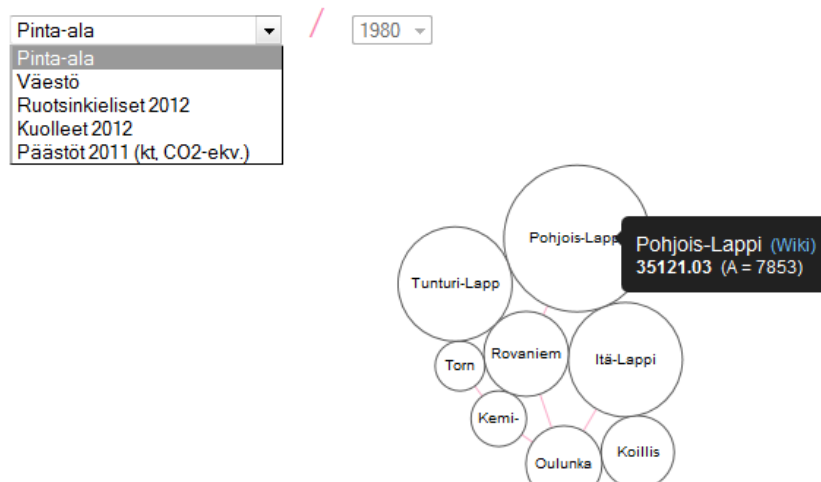 Pinta-ala
1980
Pinta-ala
Väestö
Ruotsinkieliset 2012
Kuolleet 2012
Päästöt 2011 (kt, CO2-ekv.)
Pohjois-Lapp
Pohjois-Lappi (Wiki)
35121.03 (A = 7853)
Tunturi-Lapp
Rovaniem
Itä-Lappi
Torn
Kemi-
Koillis
Oulunka